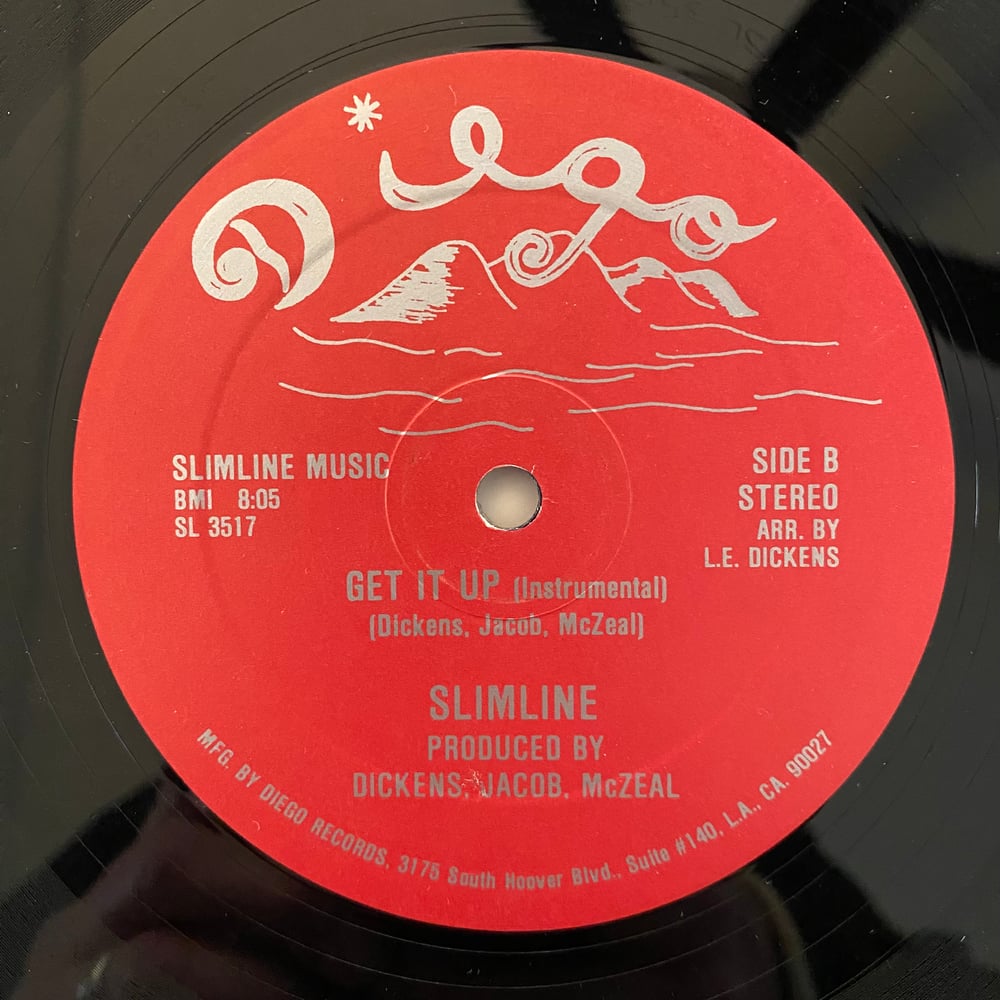 Diego
SLIMLINE MUSIC
BMI 8:05
SL 3517
SIDE B
STEREO
ARR. BY
L.E. DICKENS
GET IT UP (Instrumental)
(Dickens, Jacob, McZeal)
SLIMLINE
PRODUCED BY
DICKENS, JACOB, McZEAL
MFG. BY DIEGO RECORDS, 3175 South Hoover Blvd., Suite #140, L.A., CA. 90027